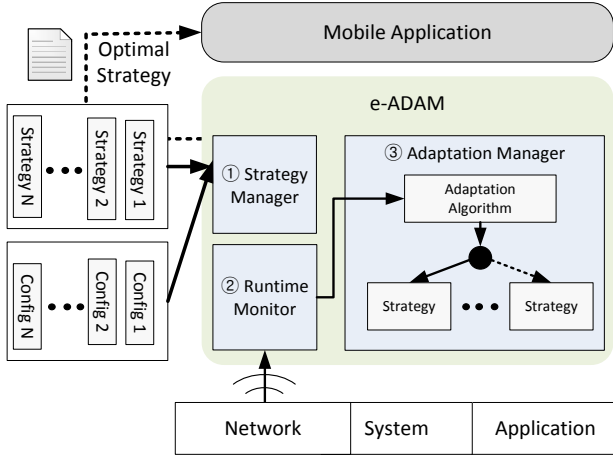 Mobile Application
Optimal
Strategy
e-ADAM
Strategy N
Strategy 2
Strategy 1
① Strategy
Manager
③ Adaptation Manager
Adaptation
Algorithm
Config N
Config 2
Config 1
② Runtime
Monitor
Strategy
Strategy
Network
System
Application